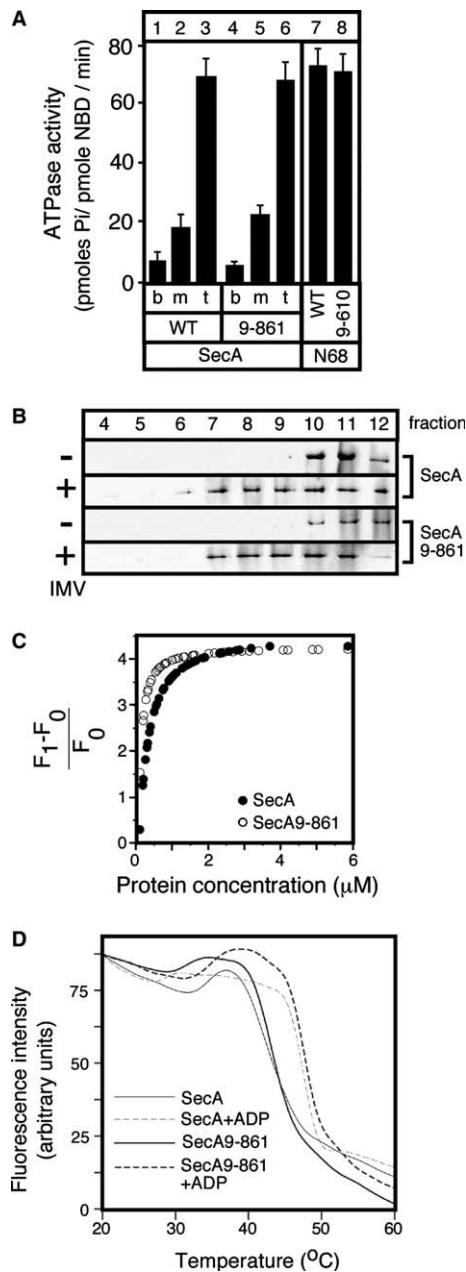 A
1 2 3 4 5 6 7 8
ATPase activity
(pmoles Pi/ pmole NBD / min)
80
60
40
20
0
b m t b m t
WT 9-861 WT 9-610
SecA N68
B
4 5 6 7 8 9 10 11 12 fraction
-
+
SecA
-
+
SecA
9-861
IMV
C
F1-F0
F0
4
3
2
1
0
0 2 4 6
SecA
SecA9-861
Protein concentration (μM)
D
Fluorescence intensity
(arbitrary units)
75
50
25
0
SecA
SecA+ADP
SecA9-861
SecA9-861
+ADP
20 30 40 50 60
Temperature (OC)